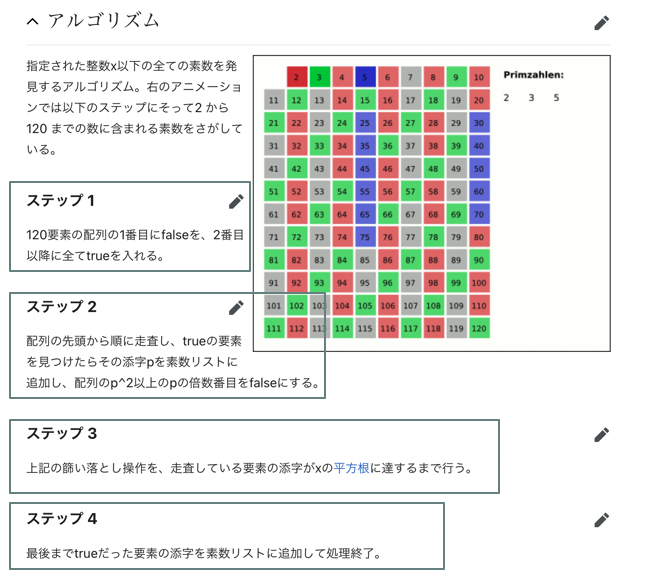 アルゴリズム
指定された整数x以下の全ての素数を発
見するアルゴリズム。右のアニメーショ
ンでは以下のステップにそって2 から
120 までの数に含まれる素数をさがして
いる。
2 3 4 5 6 7 8 9 10
11 12 13 14 15 16 17 18 19 20
21 22 23 24 25 26 27 28 29 30
31 32 33 34 35 36 37 38 39 40
41 42 43 44 45 46 47 48 49 50
51 52 53 54 55 56 57 58 59 60
61 62 63 64 65 66 67 68 69 70
71 72 73 74 75 76 77 78 79 80
81 82 83 84 85 86 87 88 89 90
91 92 93 94 95 96 97 98 99 100
101 102 103 104 105 106 107 108 109 110
111 112 113 114 115 116 117 118 119 120
Primzahlen:
2 3 5
ステップ 1
120要素の配列の1番目にfalseを、2番目
以降に全てtrueを入れる。
ステップ 2
配列の先頭から順に走査し、trueの要素
を見つけたらその添字pを素数リストに
追加し、配列のp^2以上のpの倍数番目をfalseにする。
ステップ 3
上記の篩い落とし操作を、走査している要素の添字がxの平方根に達するまで行う。
ステップ 4
最後までtrueだった要素の添字を素数リストに追加して処理終了。